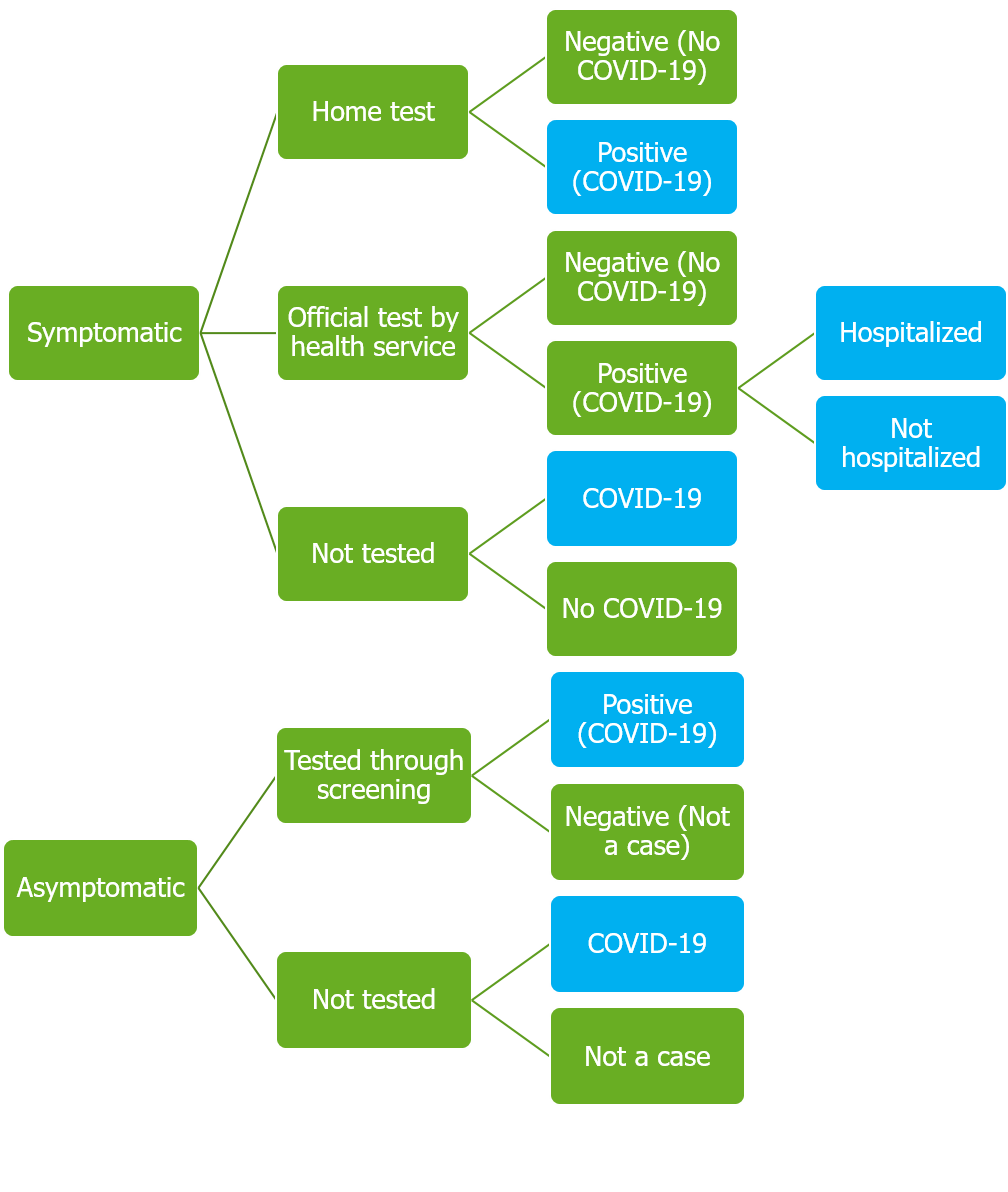 Negative (No
COVID-19)
Home test
Positive
(COVID-19)
Negative (No
COVID-19)
Symptomatic
Official test by
health service
Positive
(COVID-19)
Hospitalized
Not
hospitalized
COVID-19
Not tested
No COVID-19
Positive
(COVID-19)
Tested through
screening
Negative (Not
a case)
Asymptomatic
COVID-19
Not tested
Not a case